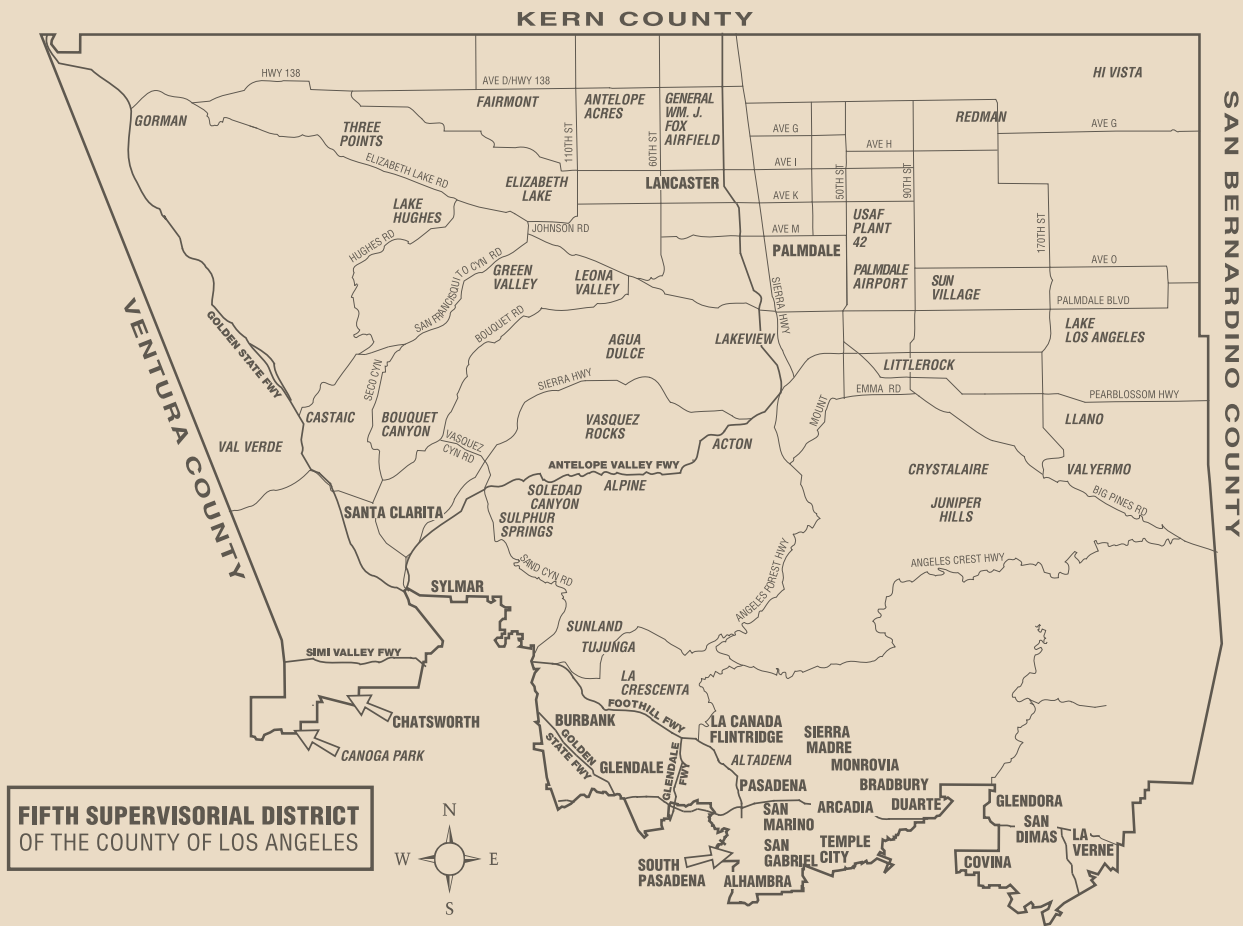 KERN COUNTY
HWY 138
AVE D/HWY 138
HI VISTA
GORMAN
FAIRMONT
ANTELOPE
ACRES
GENERAL
WM. J.
FOX
AIRFIELD
REDMAN
AVE G
AVE G
THREE
POINTS
110TH ST
60TH ST
AVE H
AVE I
ELIZABETH LAKE RD
ELIZABETH
LAKE
LANCASTER
50TH ST
90TH ST
AVE K
LAKE
HUGHES
USAF
PLANT
42
170TH ST
JOHNSON RD
AVE M
HUGHES RD
PALMDALE
SAN FRANCISQUITO CYN RD
GREEN
VALLEY
LEONA
VALLEY
PALMDALE
AIRPORT
SUN
VILLAGE
AVE O
SIERRA HWY
PALMDALE BLVD
VENTURA COUNTY
SAN BERNARDINO COUNTY
GOLDEN STATE FWY
BOUQUET RD
AGUA
DULCE
LAKEVIEW
LAKE
LOS ANGELES
LITTLEROCK
SECO CYN
SIERRA HWY
EMMA RD
PEARBLOSSOM HWY
CASTAIC
BOUQUET
CANYON
VASQUEZ
ROCKS
MOUNT
LLANO
VAL VERDE
VASQUEZ
CYN RD
ACTON
ANTELOPE VALLEY FWY
CRYSTALAIRE
VALYERMO
ALPINE
SOLEDAD
CANYON
JUNIPER
HILLS
BIG PINES RD
SANTA CLARITA
SULPHUR
SPRINGS
SAND CYN RD
ANGELES FOREST HWY
ANGELES CREST HWY
SYLMAR
SUNLAND
TUJUNGA
SIMI VALLEY FWY
LA
CRESCENTA
FOOTHILL FWY
CHATSWORTH
CANOGA PARK
BURBANK
GOLDEN
STATE FWY
GLENDALE
GLENDALE
FWY
LA CANADA
FLINTRIDGE
SIERRA
MADRE
ALTADENA
MONROVIA
PASADENA
BRADBURY
SAN
MARINO
ARCADIA
DUARTE
GLENDORA
SAN
DIMAS
LA
VERNE
SAN
GABRIEL
TEMPLE
CITY
COVINA
SOUTH
PASADENA
ALHAMBRA
FIFTH SUPERVISORIAL DISTRICT
OF THE COUNTY OF LOS ANGELES
N
W
E
S